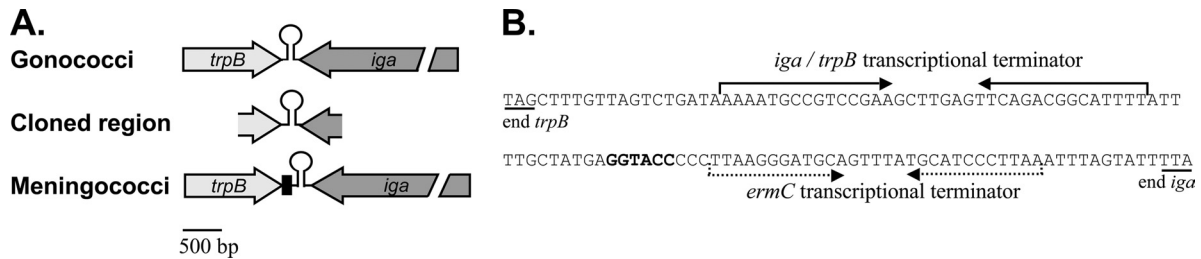 A.
Gonococci
trpB
iga
Cloned region
Meningococci
trpB
iga
500 bp
B.
iga / trpB transcriptional terminator
TAGCTTTGTTAGTCTGATAAAAAATGCCGTCCGAAGCTTGAGTTCAGACGGCATTTTATT
end trpB
TTGCTATGAGGTACCCCCTTAAGGGATGCAGTTTATGCATCCCTTAAATTTAGTATTTTA
end iga
ermC transcriptional terminator